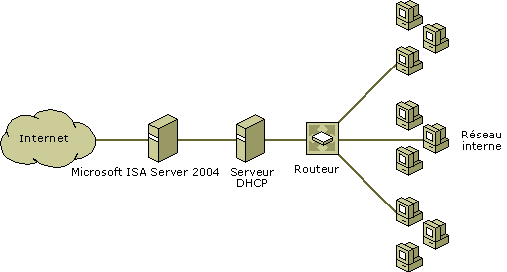 Internet
Microsoft ISA Server 2004
Serveur
DHCP
Routeur
Réseau
interne